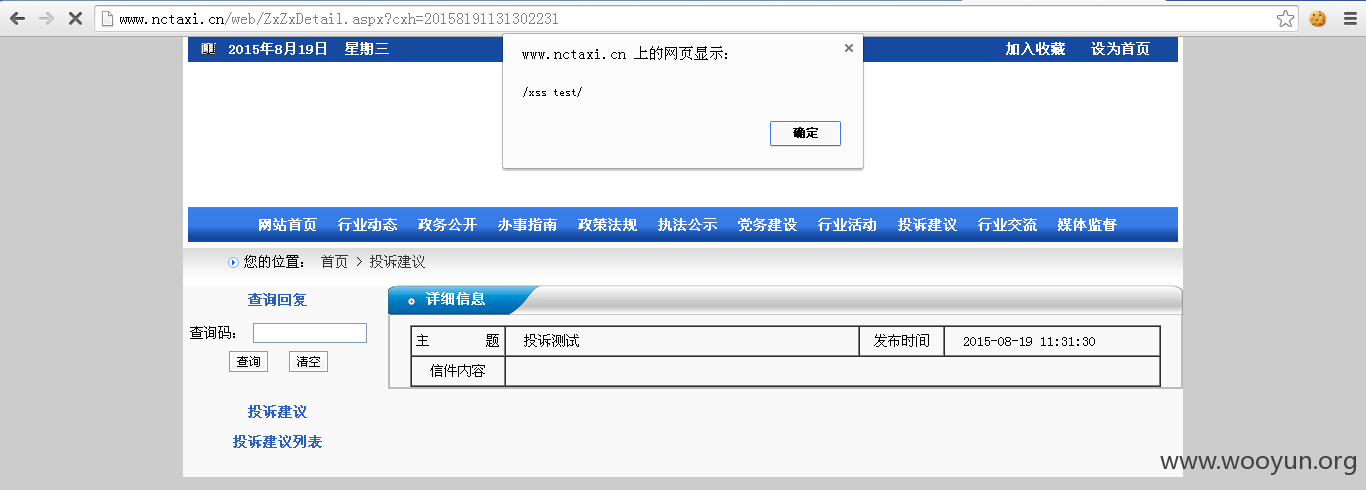 www.nctaxi.cn/web/ZxZxDetail.aspx?cxh=20158191131302231
2015年8月19日 星期三
加入收藏 设为首页
www.nctaxi.cn 上的网页显示:
/xss test/
确定
网站首页 行业动态 政务公开 办事指南 政策法规 执法公示 党务建设 行业活动 投诉建议 行业交流 媒体监督
您的位置： 首页 > 投诉建议
查询回复
查询码：
查询 清空
投诉建议
投诉建议列表
详细信息
主 题 投诉测试 发布时间 2015-08-19 11:31:30
信件内容
www.wooyun.org